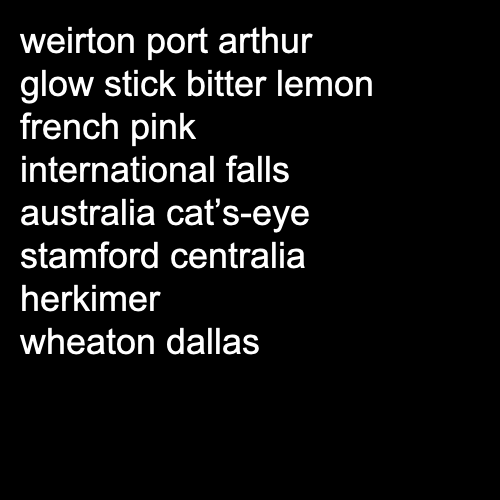 weirton port arthur
glow stick bitter lemon
french pink
international falls
australia cat’s-eye
stamford centralia
herkimer
wheaton dallas